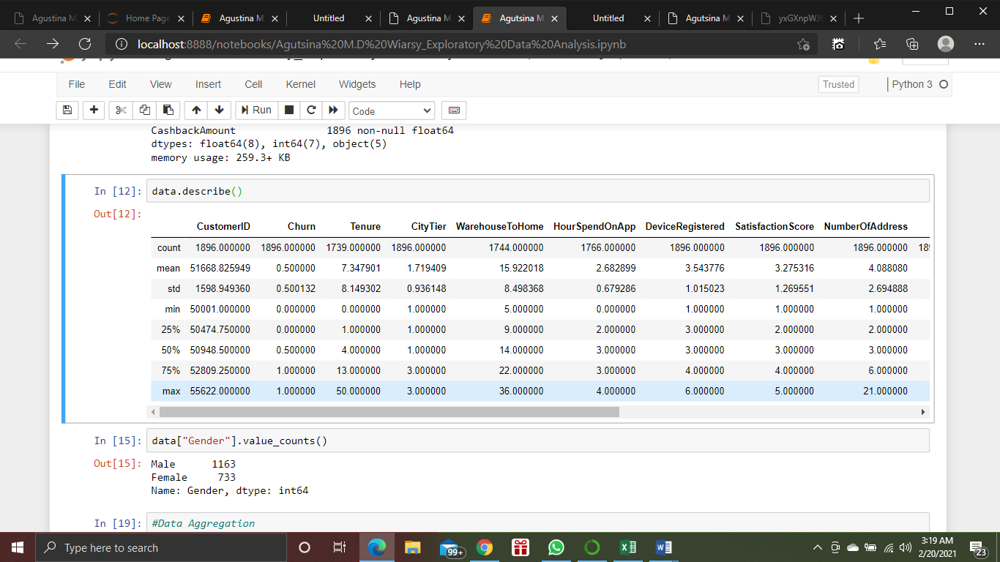 Agustina M
Home Page
Agustina M
Untitled
Agustina M
Agutsina M
Untitled
Agutsina M
yxGXnpWJ6
localhost:8888/notebooks/Agutsina%20M.D%20Wiarsy_Exploratory%20Data%20Analysis.ipynb
File Edit View Insert Cell Kernel Widgets Help Trusted Python 3
Run Code
CashbackAmount 1896 non-null float64
dtypes: float64(8), int64(7), object(5)
memory usage: 259.3+ KB
In [12]: data.describe()
Out[12]:
CustomerID Churn Tenure CityTier WarehouseToHome HourSpendOnApp DeviceRegistered SatisfactionScore NumberOfAddress
count 1896.000000 1896.000000 1739.000000 1896.000000 1744.000000 1766.000000 1896.000000 1896.000000 1896.000000 189
mean 51668.825949 0.500000 7.347901 1.719409 15.922018 2.682899 3.543776 3.275316 4.088080
std 1598.949360 0.500132 8.149302 0.936148 8.498368 0.679286 1.015023 1.269551 2.694888
min 50001.000000 0.000000 0.000000 1.000000 5.000000 0.000000 1.000000 1.000000 1.000000
25% 50474.750000 0.000000 1.000000 1.000000 9.000000 2.000000 3.000000 2.000000 2.000000
50% 50948.500000 0.500000 4.000000 1.000000 14.000000 3.000000 3.000000 3.000000 3.000000
75% 52809.250000 1.000000 13.000000 3.000000 22.000000 3.000000 4.000000 4.000000 6.000000
max 55622.000000 1.000000 50.000000 3.000000 36.000000 4.000000 6.000000 5.000000 21.000000
In [15]: data["Gender"].value_counts()
Out[15]: Male 1163
Female 733
Name: Gender, dtype: int64
In [19]: #Data Aggregation
Type here to search
99+
3:19 AM
2/20/2021
23